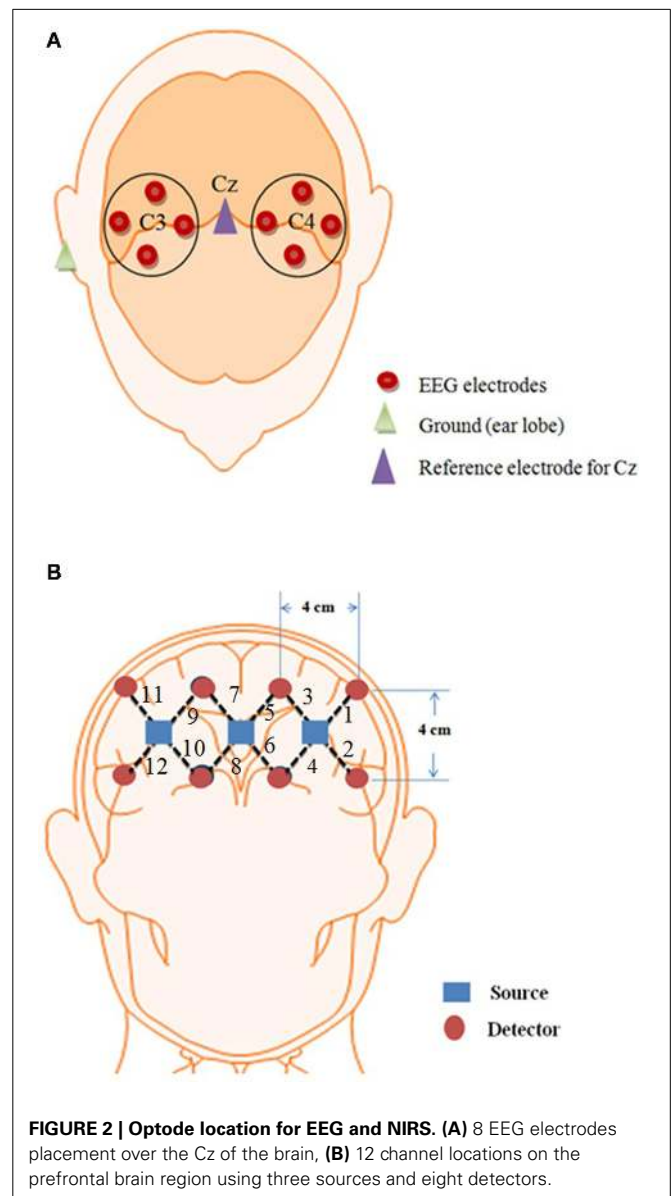 A
Cz
C3
C4
EEG electrodes
Ground (ear lobe)
Reference electrode for Cz
B
4 cm
11
7
3
9
5
1
4 cm
10
6
2
12
8
4
Source
Detector
FIGURE 2 | Optode location for EEG and NIRS. (A) 8 EEG electrodes
placement over the Cz of the brain, (B) 12 channel locations on the
prefrontal brain region using three sources and eight detectors.